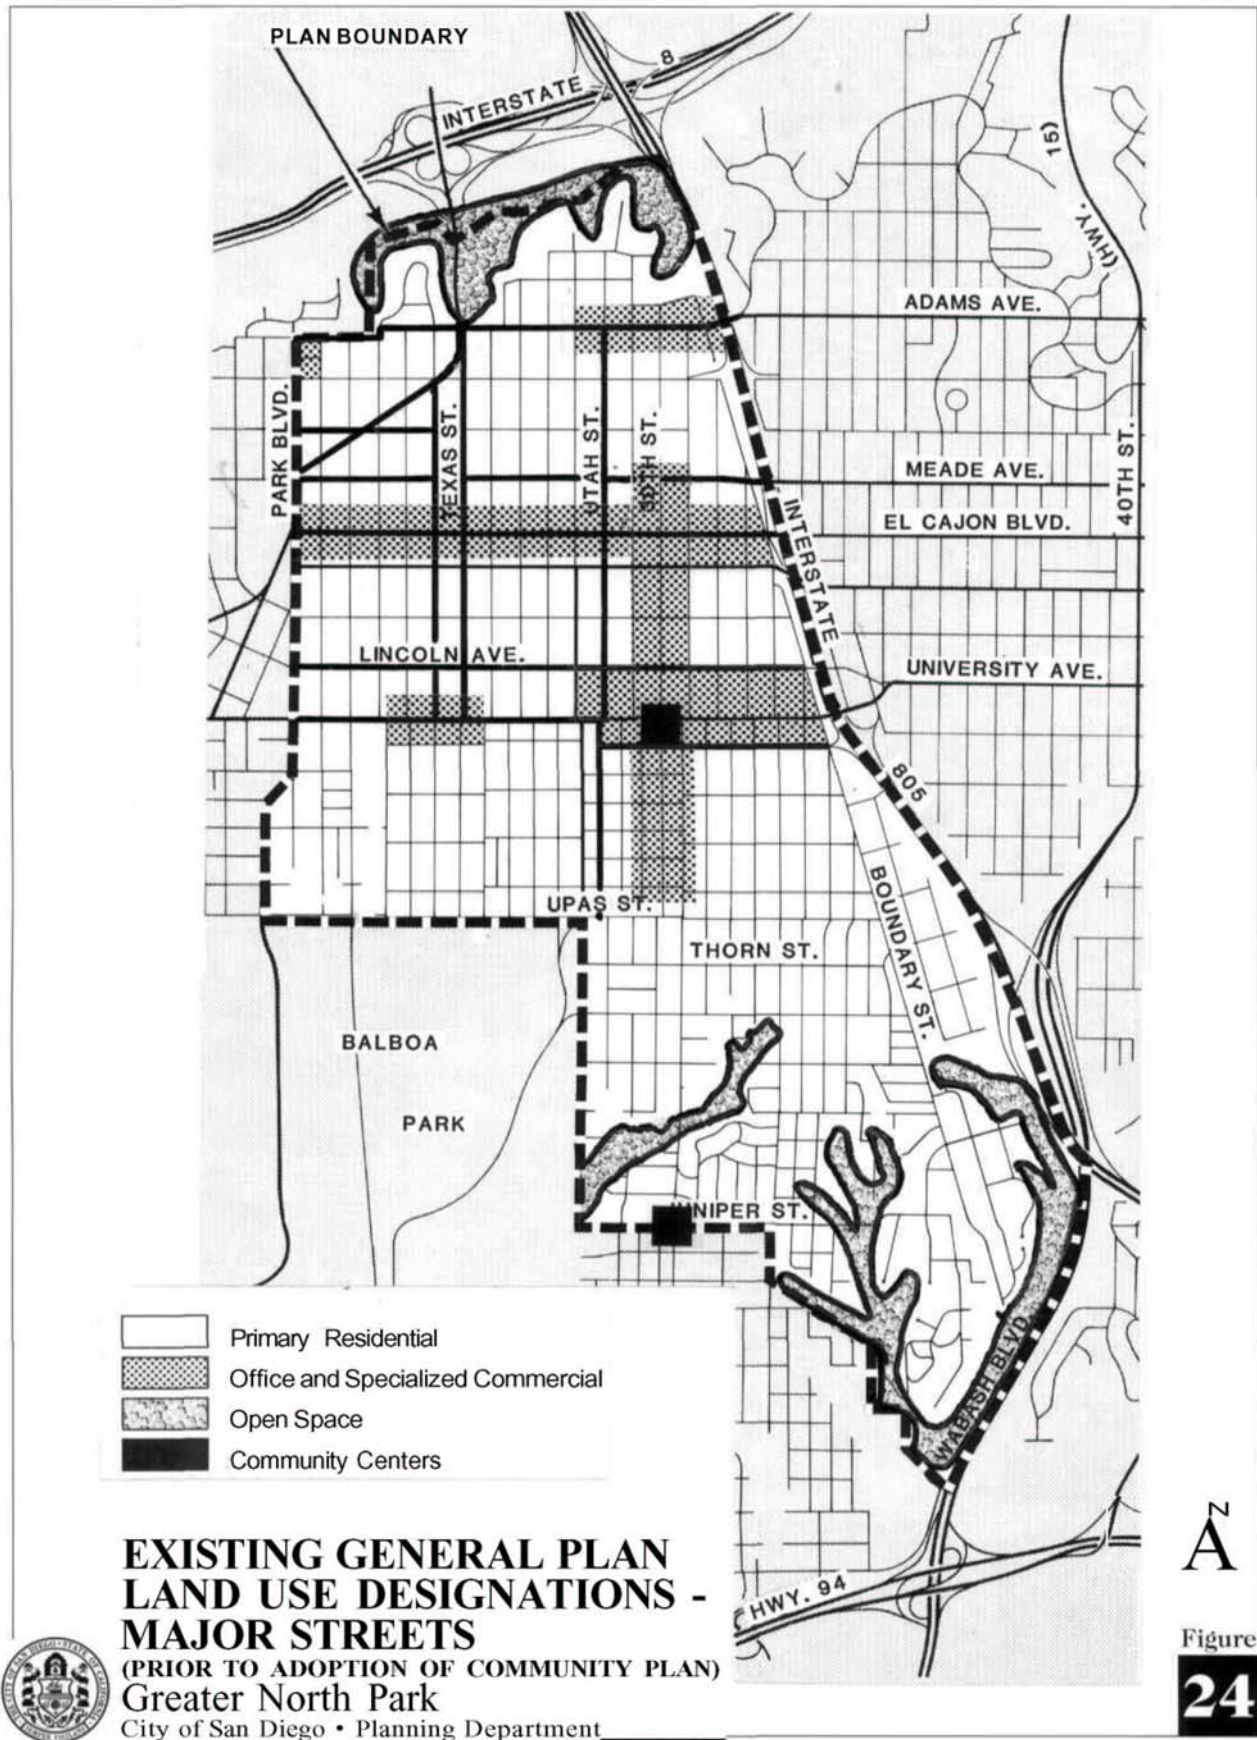 PLAN BOUNDARY
INTERSTATE 8
(HWY. 15)
ADAMS AVE.
PARK BLVD.
TEXAS ST.
UTAH ST.
30TH ST.
40TH ST.
MEADE AVE.
EL CAJON BLVD.
INTERSTATE
LINCOLN AVE.
UNIVERSITY AVE.
805
BOUNDARY ST.
UPAS ST.
THORN ST.
BALBOA
PARK
JUNIPER ST.
WABASH BLVD.
HWY. 94
Primary Residential
Office and Specialized Commercial
Open Space
Community Centers
N
EXISTING GENERAL PLAN
LAND USE DESIGNATIONS -
MAJOR STREETS
(PRIOR TO ADOPTION OF COMMUNITY PLAN)
Greater North Park
City of San Diego • Planning Department
Figure
24